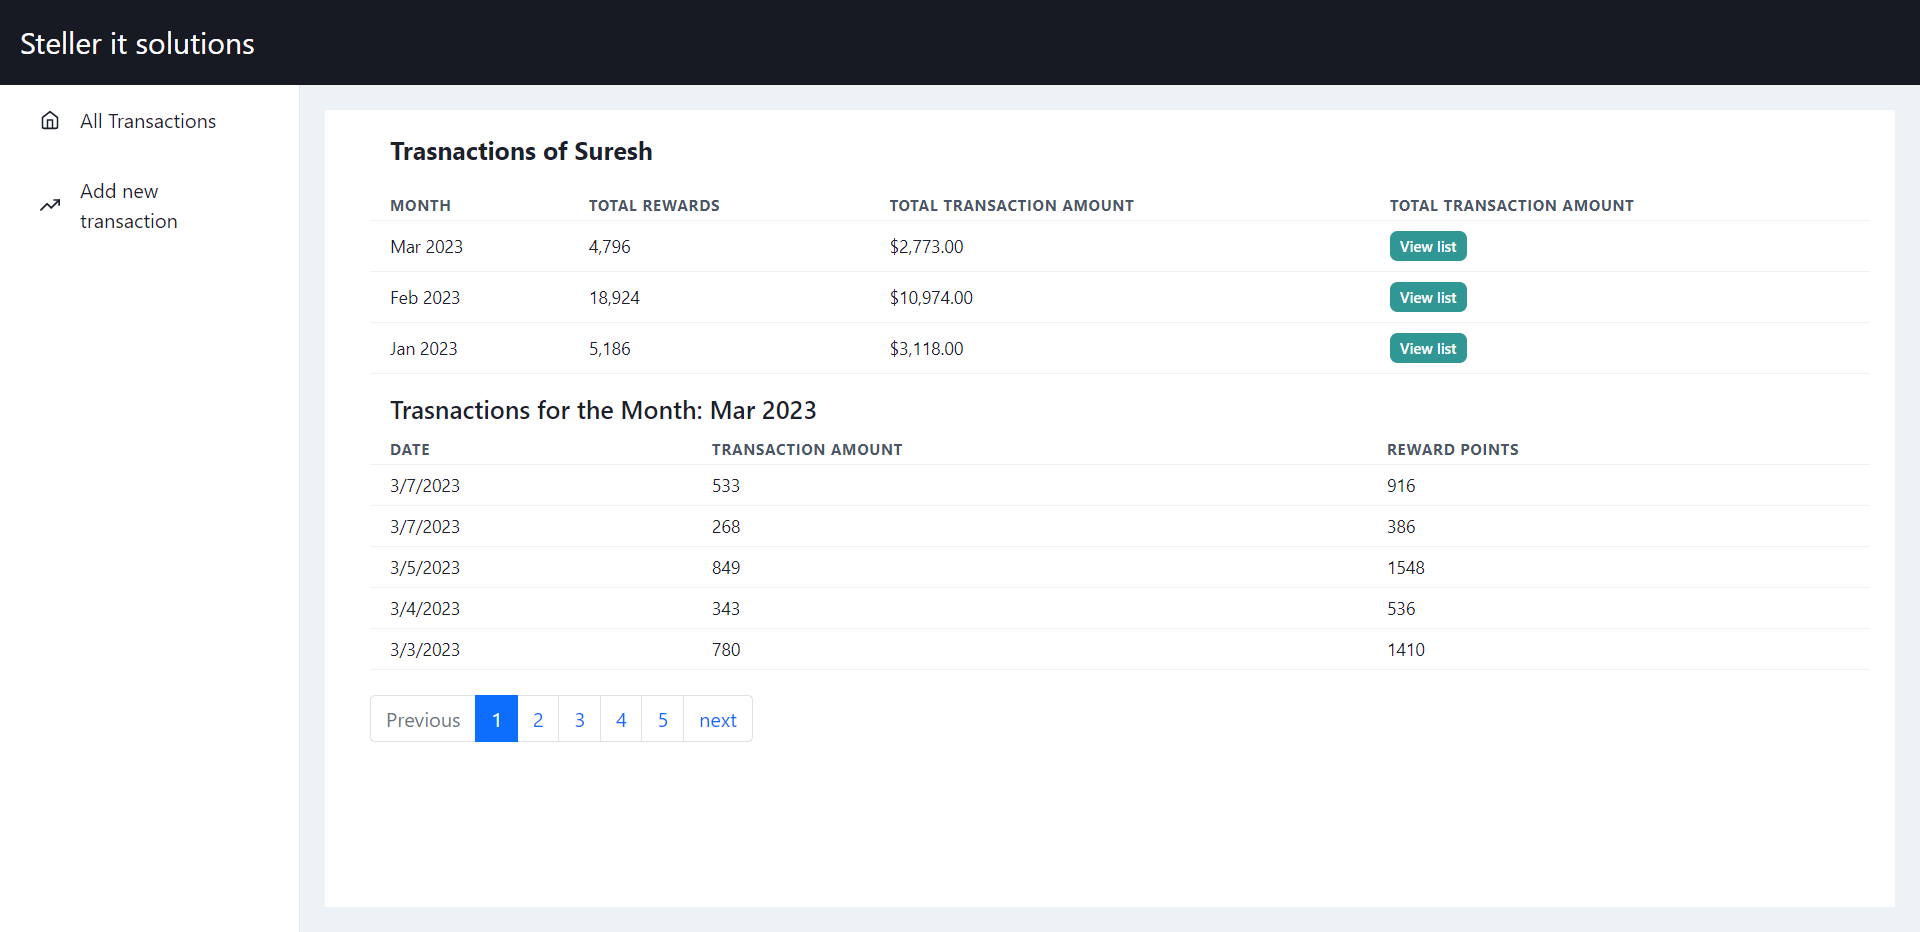 Steller it solutions
All Transactions
Add new
transaction
Trasnactions of Suresh
MONTH TOTAL REWARDS TOTAL TRANSACTION AMOUNT TOTAL TRANSACTION AMOUNT
Mar 2023 4,796 $2,773.00 View list
Feb 2023 18,924 $10,974.00 View list
Jan 2023 5,186 $3,118.00 View list
Trasnactions for the Month: Mar 2023
DATE TRANSACTION AMOUNT REWARD POINTS
3/7/2023 533 916
3/7/2023 268 386
3/5/2023 849 1548
3/4/2023 343 536
3/3/2023 780 1410
Previous 1 2 3 4 5 next